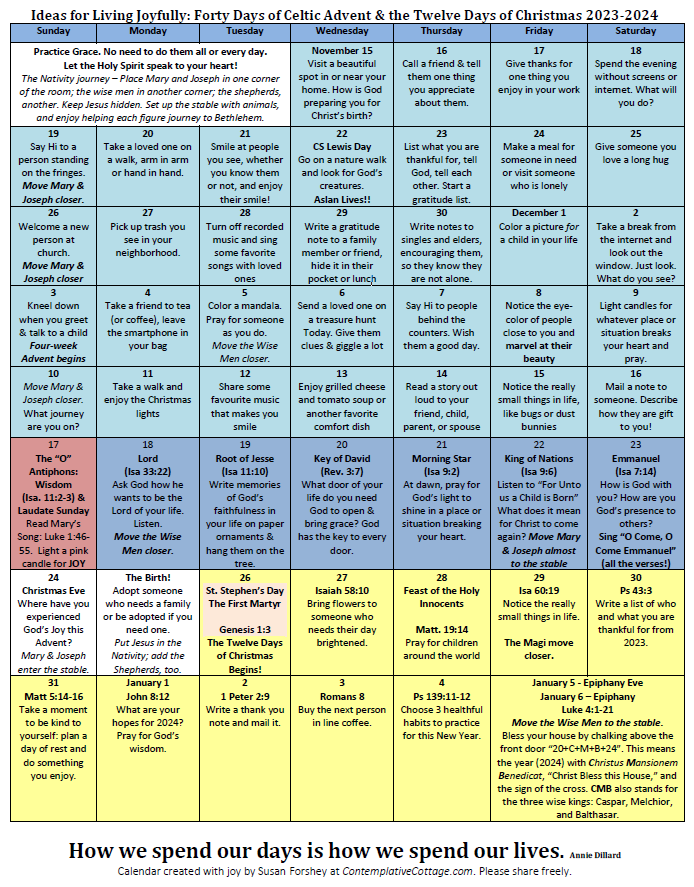 Ideas for Living Joyfully: Forty Days of Celtic Advent & the Twelve Days of Christmas 2023-2024
Sunday
Monday
Tuesday
Wednesday
Thursday
Friday
Saturday
Practice Grace. No need to do them all or every day.
Let the Holy Spirit speak to your heart!
The Nativity journey – Place Mary and Joseph in one corner
of the room; the wise men in another corner; the shepherds,
another. Keep Jesus hidden. Set up the stable with animals,
and enjoy helping each figure journey to Bethlehem.
November 15
Visit a beautiful
spot in or near your
home. How is God
preparing you for
Christ's birth?
16
Call a friend & tell
them one thing
you appreciate
about them.
17
Give thanks for
one thing you
enjoy in your work
18
Spend the evening
without screens or
internet. What will
you do?
19
Say Hi to a
person standing
on the fringes.
Move Mary &
Joseph closer.
20
Take a loved one on
a walk, arm in arm
or hand in hand.
21
Smile at people
you see, whether
you know them
or not, and enjoy
their smile!
22
CS Lewis Day
Go on a nature walk
and look for God's
creatures.
Aslan Lives!!
23
List what you are
thankful for, tell
God, tell each
other. Start a
gratitude list.
24
Make a meal for
someone in need
or visit someone
who is lonely
25
Give someone you
love a long hug
26
Welcome a new
person at
church.
Move Mary &
Joseph closer
27
Pick up trash you
see in your
neighborhood.
28
Turn off recorded
music and sing
some favorite
songs with loved
ones
29
Write a gratitude
note to a family
member or friend,
hide it in their
pocket or lunch
30
Write notes to
singles and elders,
encouraging them,
so they know they
are not alone.
December 1
Color a picture for
a child in your life
2
Take a break from
the internet and
look out the
window. Just look.
What do you see?
3
Kneel down
when you greet
& talk to a child
Four-week
Advent begins
4
Take a friend to tea
(or coffee), leave
the smartphone in
your bag
5
Color a mandala.
Pray for someone
as you do.
Move the Wise
Men closer.
6
Send a loved one on
a treasure hunt
Today. Give them
clues & giggle a lot
7
Say Hi to people
behind the
counters. Wish
them a good day.
8
Notice the eye-
color of people
close to you and
marvel at their
beauty
9
Light candles for
whatever place or
situation breaks
your heart and
pray.
10
Move Mary &
Joseph closer.
What journey
are you on?
11
Take a walk and
enjoy the Christmas
lights
12
Share some
favourite music
that makes you
smile
13
Enjoy grilled cheese
and tomato soup or
another favorite
comfort dish
14
Read a story out
loud to your
friend, child,
parent, or spouse
15
Notice the really
small things in life,
like bugs or dust
bunnies
16
Mail a note to
someone. Describe
how they are gift
to you!
17
The "O"
Antiphons:
Wisdom
(Isa. 11:2-3) &
Laudate Sunday
Read Mary's
Song: Luke 1:46-
55. Light a pink
candle for JOY
18
Lord
(Isa 33:22)
Ask God how he
wants to be the
Lord of your life.
Listen.
Move the Wise
Men closer.
19
Root of Jesse
(Isa 11:10)
Write memories
of God's
faithfulness in
your life on paper
ornaments &
hang them on the
tree.
20
Key of David
(Rev. 3:7)
What door of your
life do you need
God to open &
bring grace? God
has the key to every
door.
21
Morning Star
(Isa 9:2)
At dawn, pray for
God's light to
shine in a place or
situation breaking
your heart.
22
King of Nations
(Isa 9:6)
Listen to "For Unto
us a Child is Born"
What does it mean
for Christ to come
again? Move Mary
& Joseph almost
to the stable
23
Emmanuel
(Isa 7:14)
How is God with
you? How are you
God's presence to
others?
Sing "O Come, O
Come Emmanuel"
(all the verses!)
24
Christmas Eve
Where have you
experienced
God's Joy this
Advent?
Mary & Joseph
enter the stable.
The Birth!
Adopt someone
who needs a family
or be adopted if you
need one.
Put Jesus in the
Nativity; add the
Shepherds, too.
26
St. Stephen's Day
The First Martyr
Genesis 1:3
The Twelve Days
of Christmas
Begins!
27
Isaiah 58:10
Bring flowers to
someone who
needs their day
brightened.
28
Feast of the Holy
Innocents
Matt. 19:14
Pray for children
around the world
29
Isa 60:19
Notice the really
small things in life.
The Magi move
closer.
30
Ps 43:3
Write a list of who
and what you are
thankful for from
2023.
31
Matt 5:14-16
Take a moment
to be kind to
yourself: plan a
day of rest and
do something
you enjoy.
January 1
John 8:12
What are your
hopes for 2024?
Pray for God's
wisdom.
2
1 Peter 2:9
Write a thank you
note and mail it.
3
Romans 8
Buy the next person
in line coffee.
4
Ps 139:11-12
Choose 3 healthful
habits to practice
for this New Year.
January 5 - Epiphany Eve
January 6 – Epiphany
Luke 4:1-21
Move the Wise Men to the stable.
Bless your house by chalking above the
front door "20+C+M+B+24". This means
the year (2024) with Christus Mansionem
Benedicat, "Christ Bless this House," and
the sign of the cross. CMB also stands for
the three wise kings: Caspar, Melchior,
and Balthasar.
How we spend our days is how we spend our lives. Annie Dillard
Calendar created with joy by Susan Forshey at ContemplativeCottage.com. Please share freely.